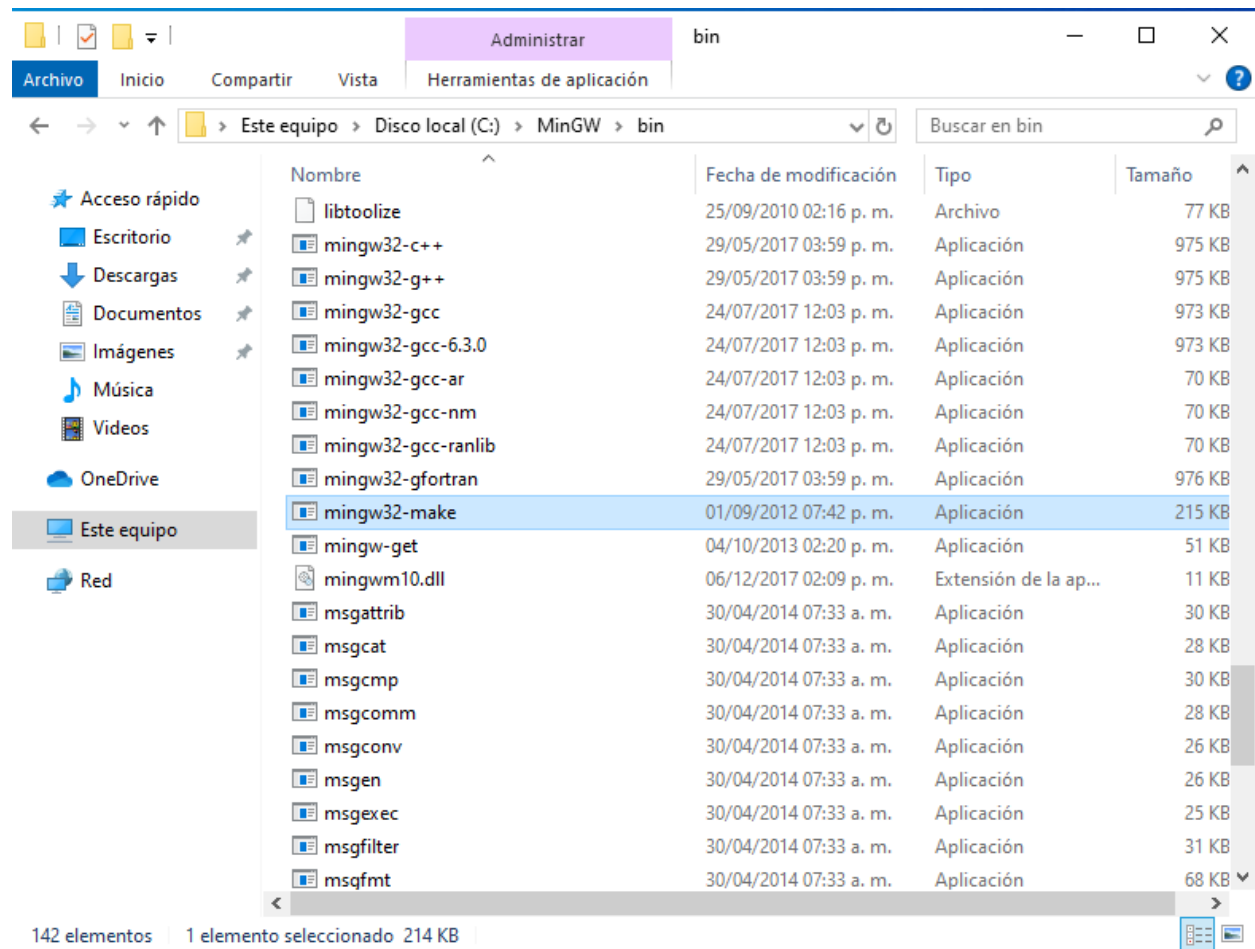 Administrar bin
Archivo Inicio Compartir Vista Herramientas de aplicación
Este equipo > Disco local (C:) > MinGW > bin Buscar en bin
Nombre Fecha de modificación Tipo Tamaño
Acceso rápido
Escritorio
Descargas
Documentos
Imágenes
Música
Videos
OneDrive
Este equipo
Red
libtoolize 25/09/2010 02:16 p. m. Archivo 77 KB
mingw32-c++ 29/05/2017 03:59 p. m. Aplicación 975 KB
mingw32-g++ 29/05/2017 03:59 p. m. Aplicación 975 KB
mingw32-gcc 24/07/2017 12:03 p. m. Aplicación 973 KB
mingw32-gcc-6.3.0 24/07/2017 12:03 p. m. Aplicación 973 KB
mingw32-gcc-ar 24/07/2017 12:03 p. m. Aplicación 70 KB
mingw32-gcc-nm 24/07/2017 12:03 p. m. Aplicación 70 KB
mingw32-gcc-ranlib 24/07/2017 12:03 p. m. Aplicación 70 KB
mingw32-gfortran 29/05/2017 03:59 p. m. Aplicación 976 KB
mingw32-make 01/09/2012 07:42 p. m. Aplicación 215 KB
mingw-get 04/10/2013 02:20 p. m. Aplicación 51 KB
mingwm10.dll 06/12/2017 02:09 p. m. Extensión de la ap... 11 KB
msgattrib 30/04/2014 07:33 a. m. Aplicación 30 KB
msgcat 30/04/2014 07:33 a. m. Aplicación 28 KB
msgcmp 30/04/2014 07:33 a. m. Aplicación 30 KB
msgcomm 30/04/2014 07:33 a. m. Aplicación 28 KB
msgconv 30/04/2014 07:33 a. m. Aplicación 26 KB
msgen 30/04/2014 07:33 a. m. Aplicación 26 KB
msgexec 30/04/2014 07:33 a. m. Aplicación 25 KB
msgfilter 30/04/2014 07:33 a. m. Aplicación 31 KB
msgfmt 30/04/2014 07:33 a. m. Aplicación 68 KB
142 elementos 1 elemento seleccionado 214 KB